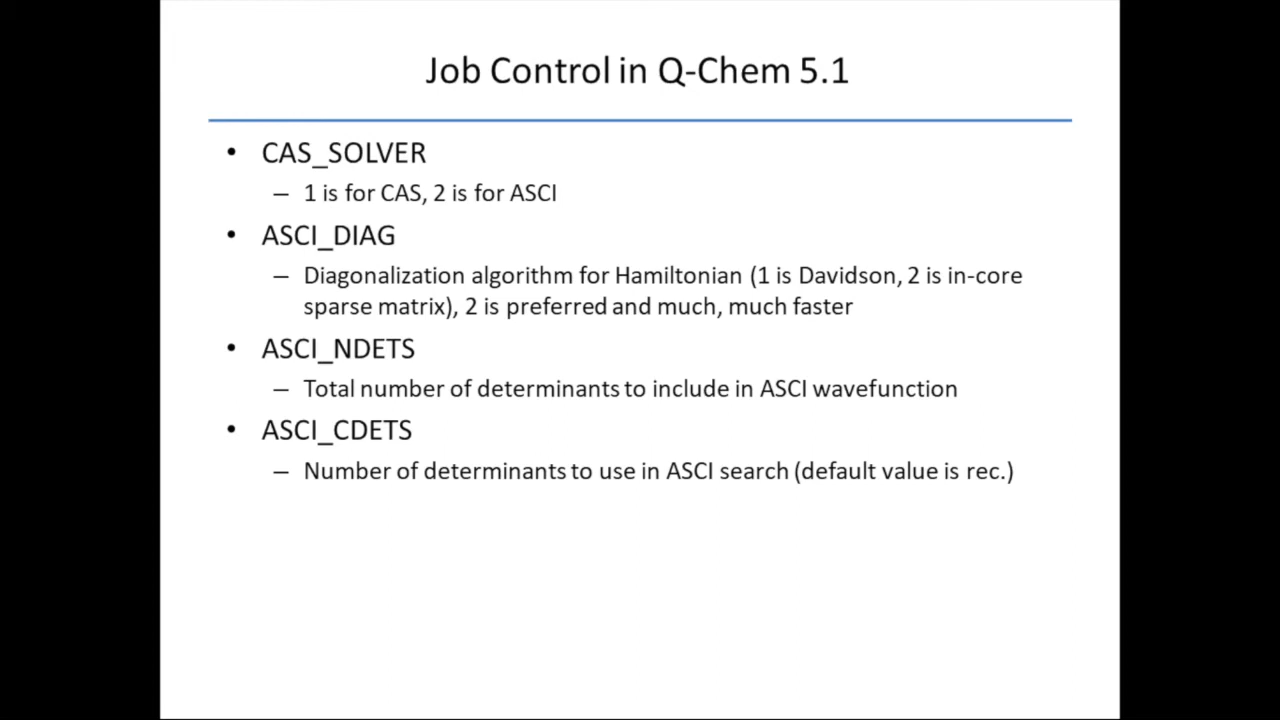 Job Control in Q-Chem 5.1
• CAS_SOLVER
– 1 is for CAS, 2 is for ASCI
• ASCI_DIAG
– Diagonalization algorithm for Hamiltonian (1 is Davidson, 2 is in-core
sparse matrix), 2 is preferred and much, much faster
• ASCI_NDETS
– Total number of determinants to include in ASCI wavefunction
• ASCI_CDETS
– Number of determinants to use in ASCI search (default value is rec.)